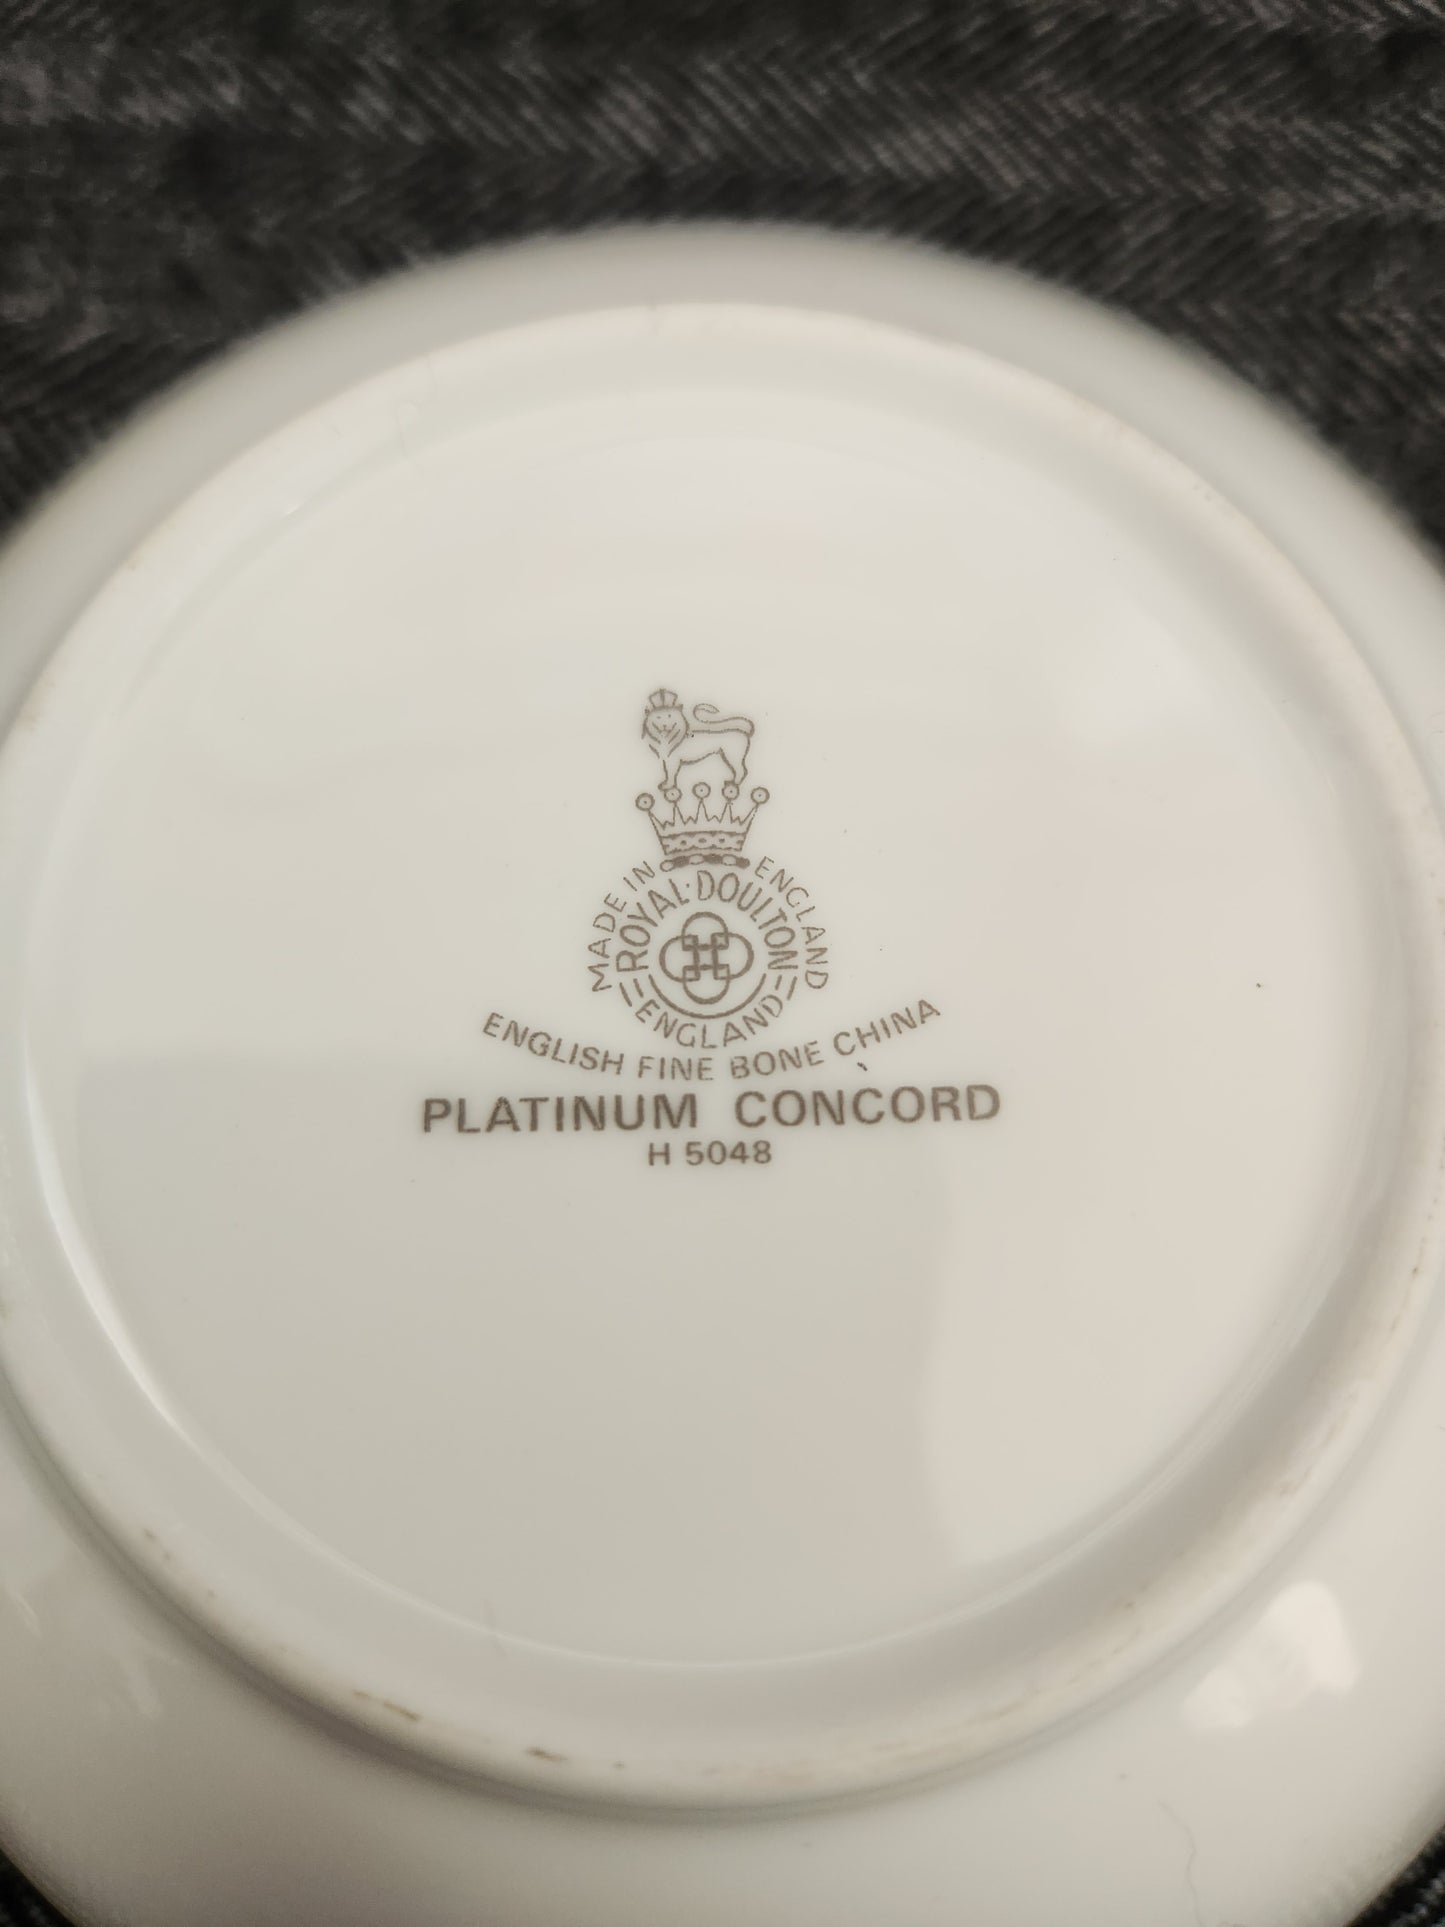 MADE IN ENGLAND
ROYAL·DOULTON
ENGLAND
ENGLISH FINE BONE CHINA
PLATINUM CONCORD
H 5048